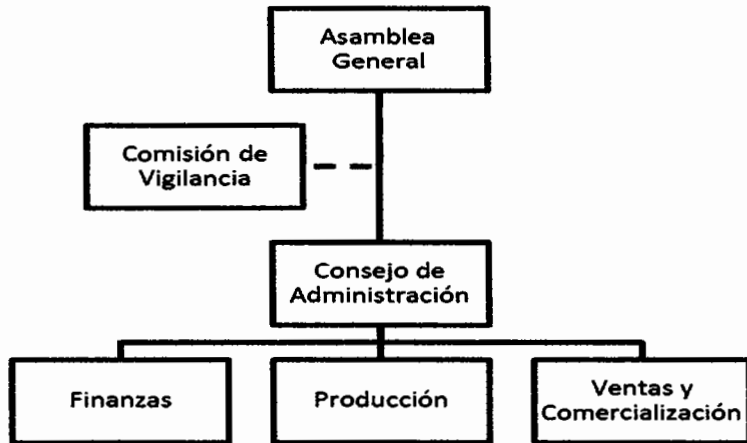 Asamblea
General
Comisión de
Vigilancia
Consejo de
Administración
Finanzas
Producción
Ventas y
Comercialización